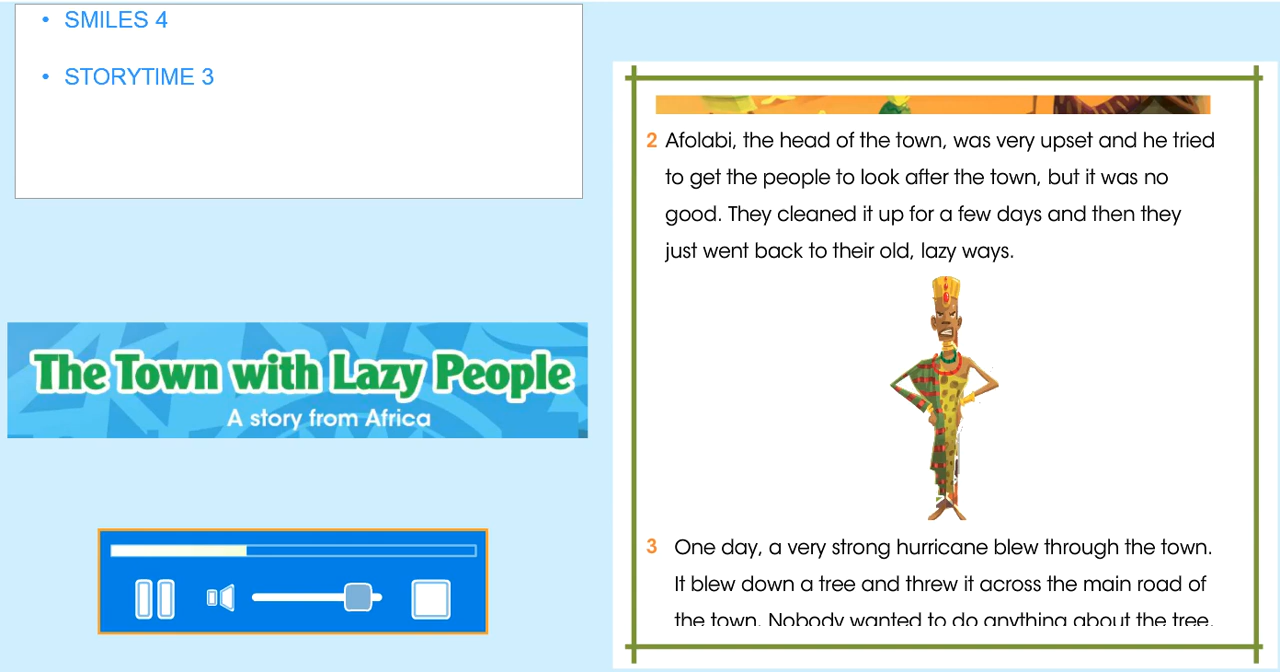 SMILES 4
STORYTIME 3
The Town with Lazy People
A story from Africa
2 Afolabi, the head of the town, was very upset and he tried
to get the people to look after the town, but it was no
good. They cleaned it up for a few days and then they
just went back to their old, lazy ways.
3 One day, a very strong hurricane blew through the town.
It blew down a tree and threw it across the main road of
the town. Nobody wanted to do anything about the tree.